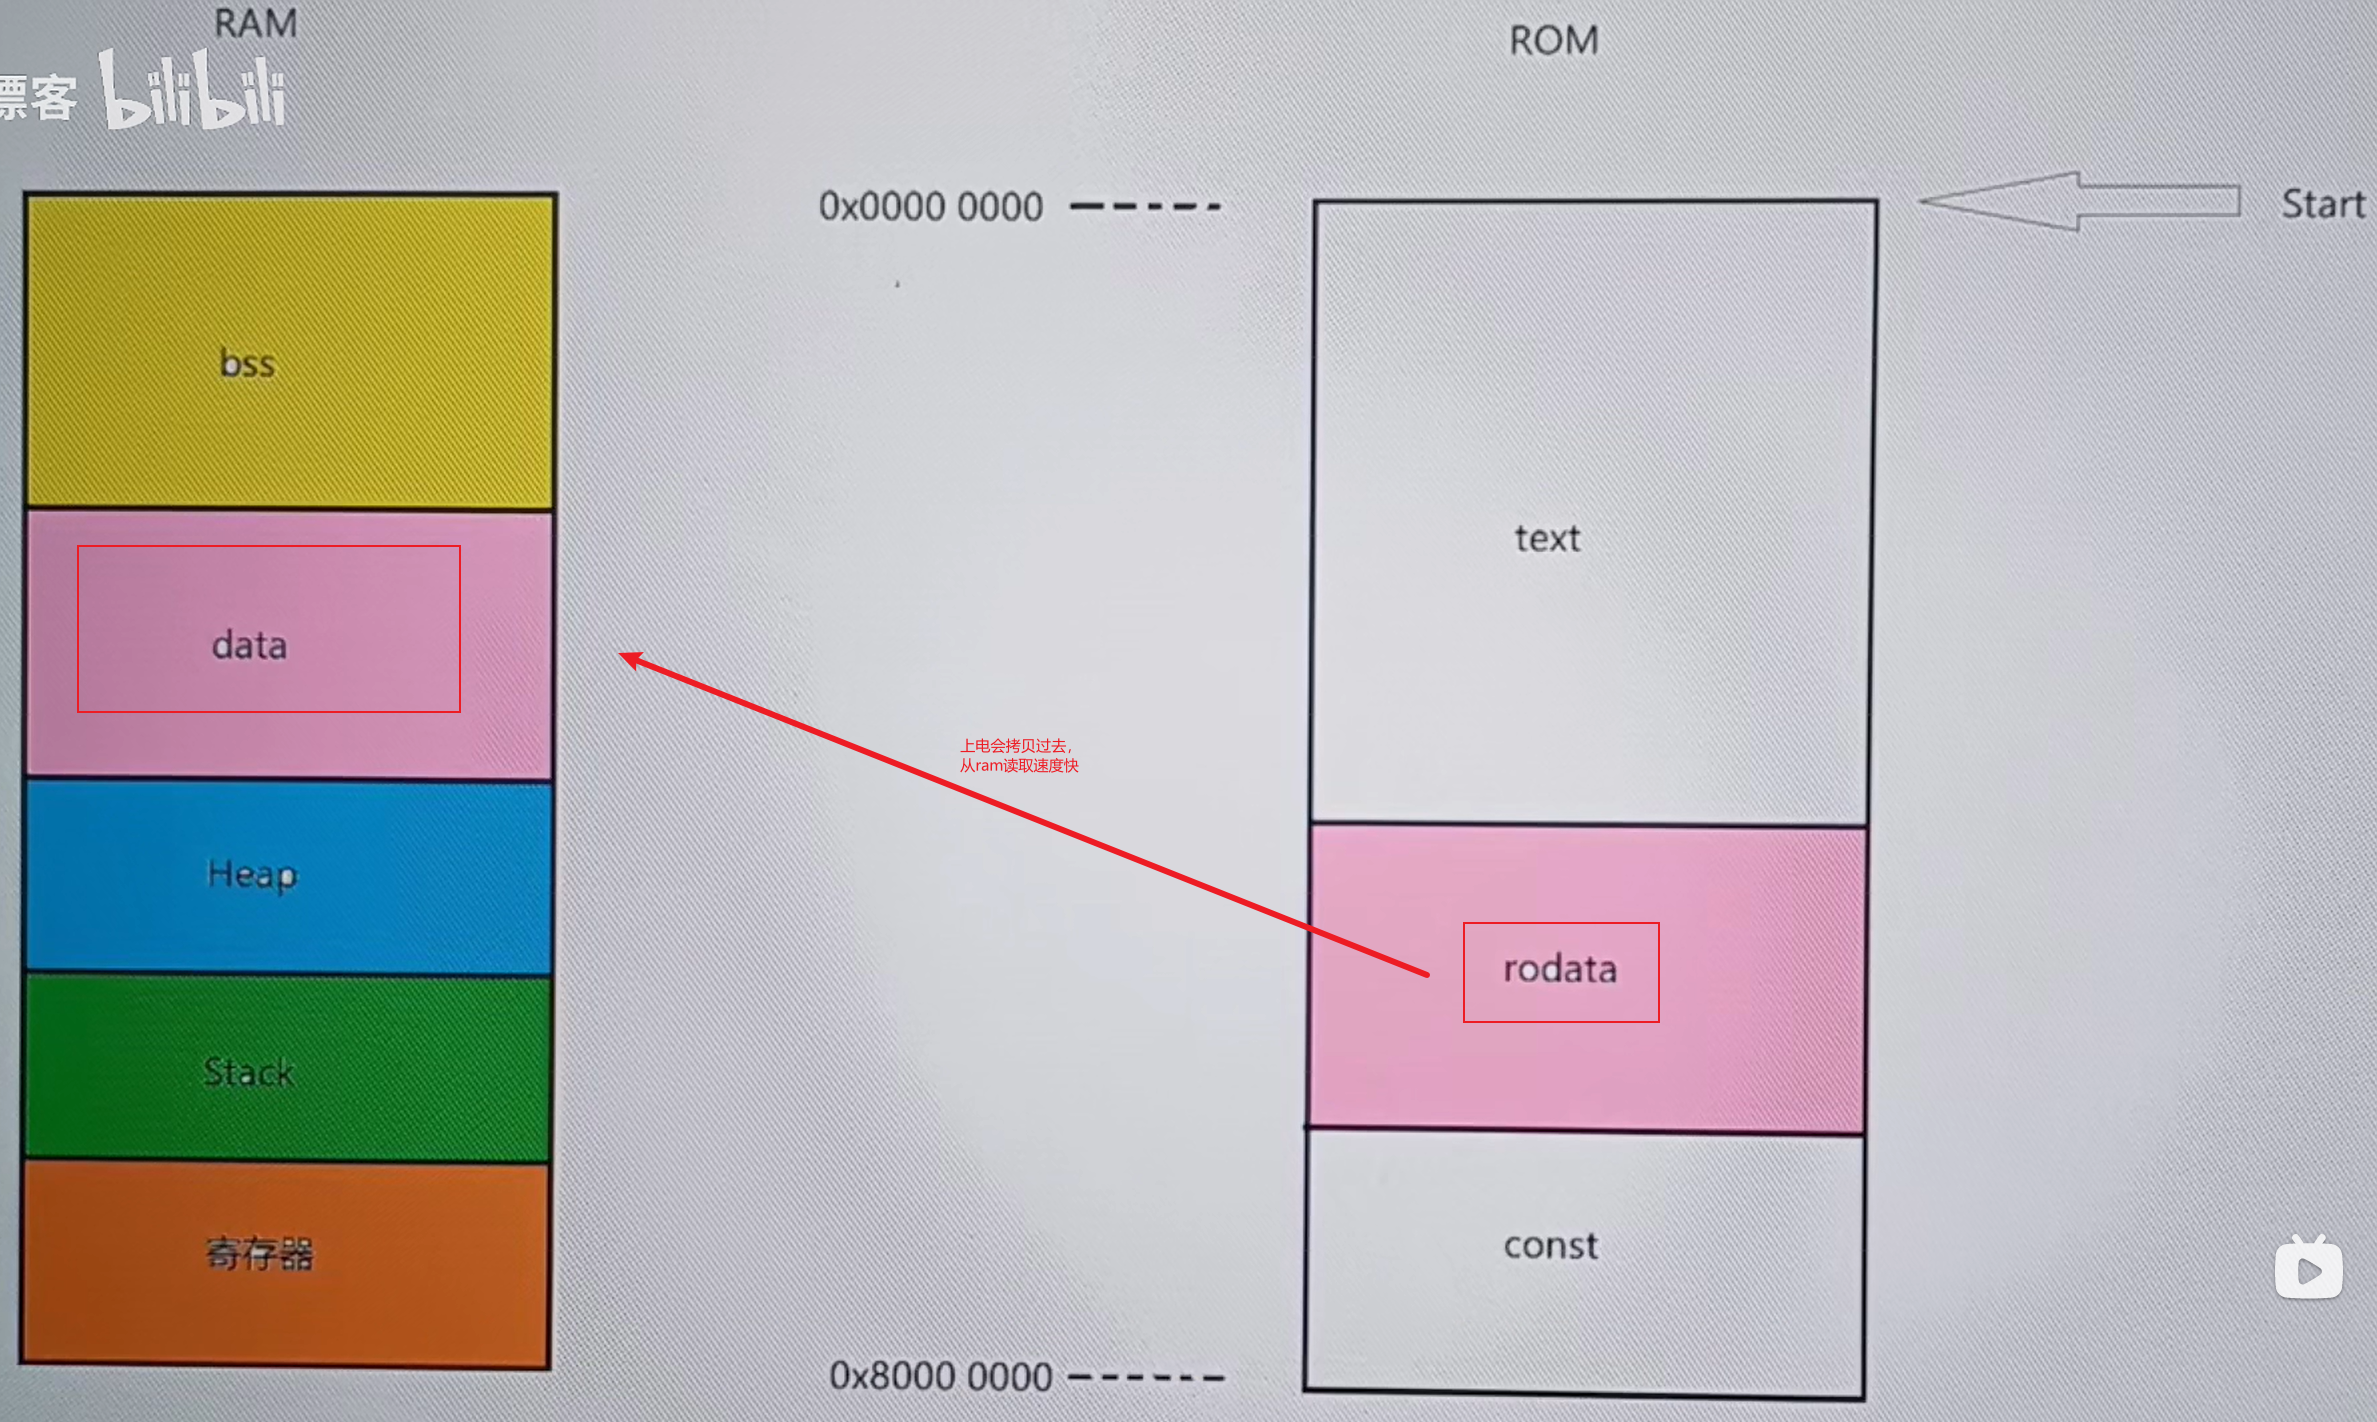 RAM
ROM
漂客 bilibili
0x0000 0000
Start
bss
text
data
上电会拷贝过去，
从ram读取速度快
Heap
rodata
Stack
寄存器
const
0x8000 0000